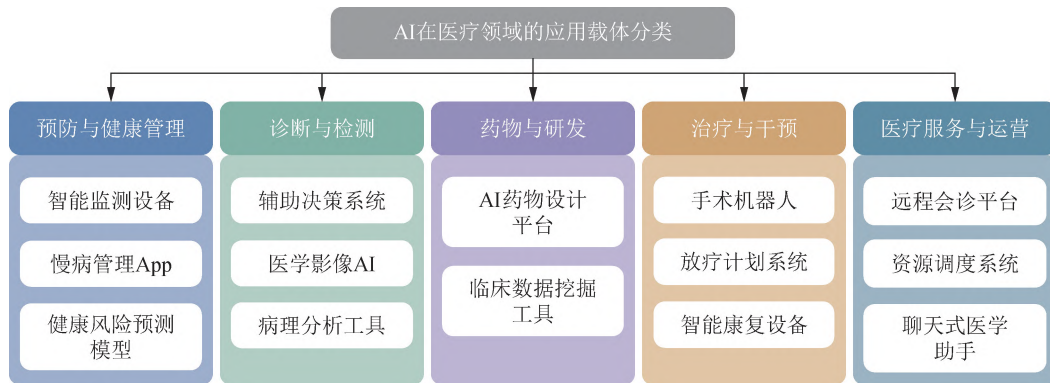 AI在医疗领域的应用载体分类
预防与健康管理
智能监测设备
慢病管理App
健康风险预测
模型
诊断与检测
辅助决策系统
医学影像AI
病理分析工具
药物与研发
AI药物设计
平台
临床数据挖掘
工具
治疗与干预
手术机器人
放疗计划系统
智能康复设备
医疗服务与运营
远程会诊平台
资源调度系统
聊天式医学
助手